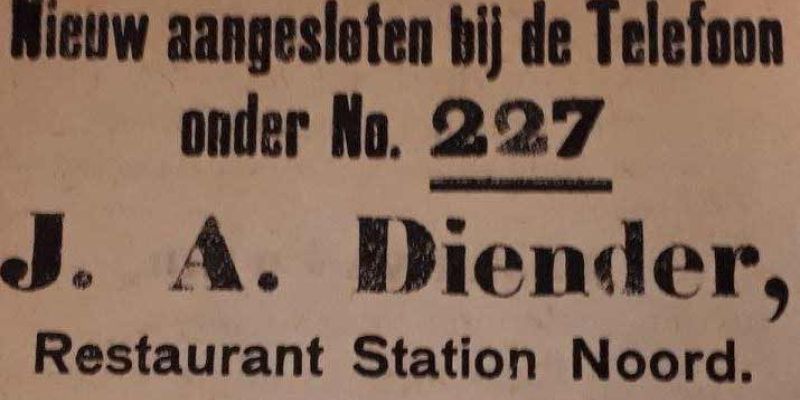 Nieuw aangesloten bij de Telefoon
onder No. 227
J. A. Diender,
Restaurant Station Noord.